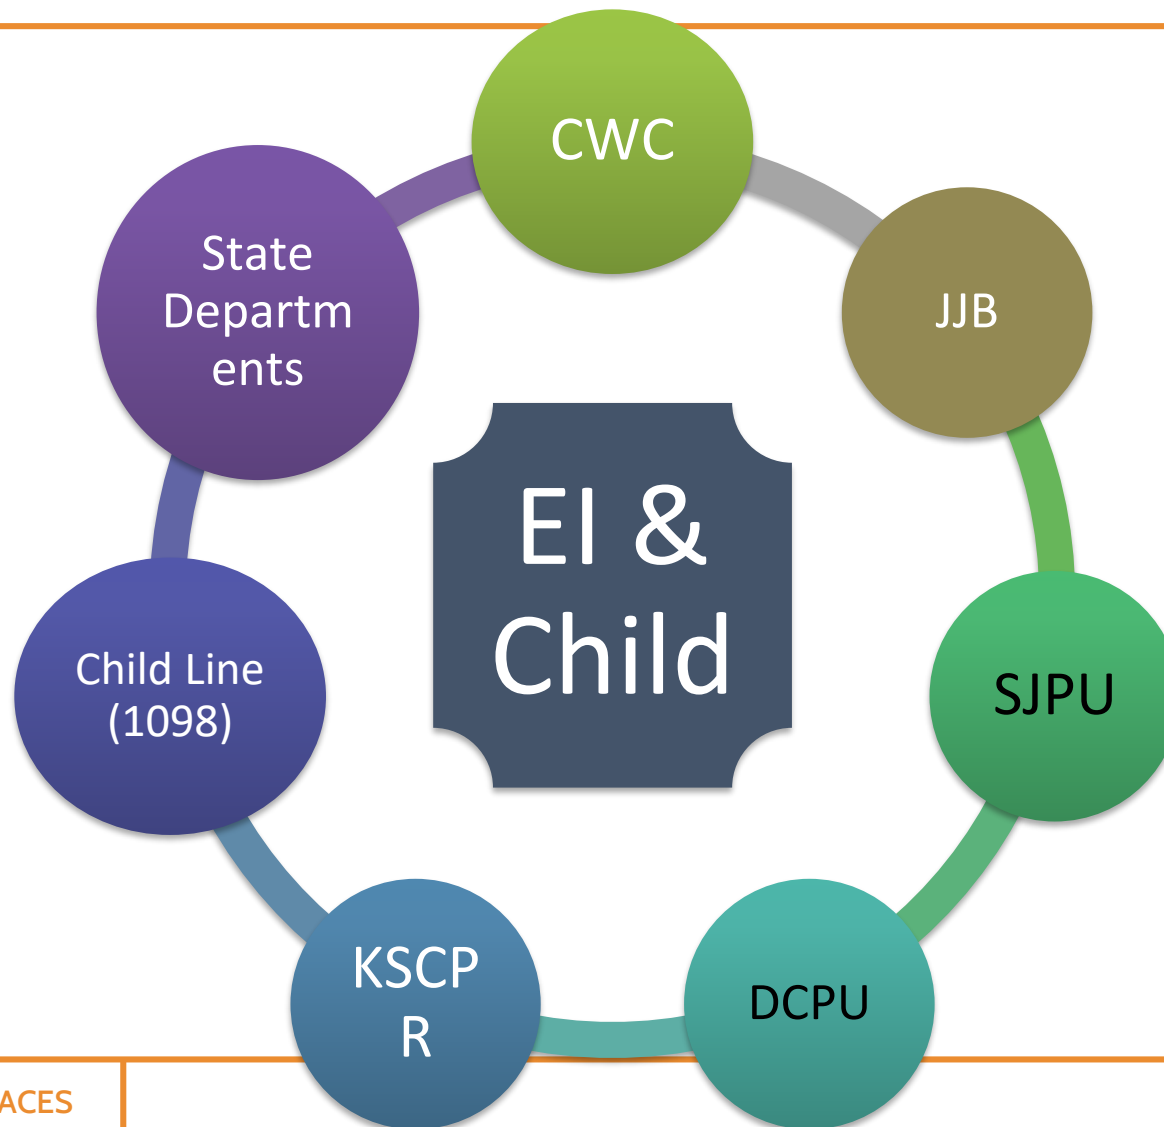 CWC
JJB
State
Departm
ents
EI &
Child
SJPU
Child Line
(1098)
KSCP
R
DCPU
ACES